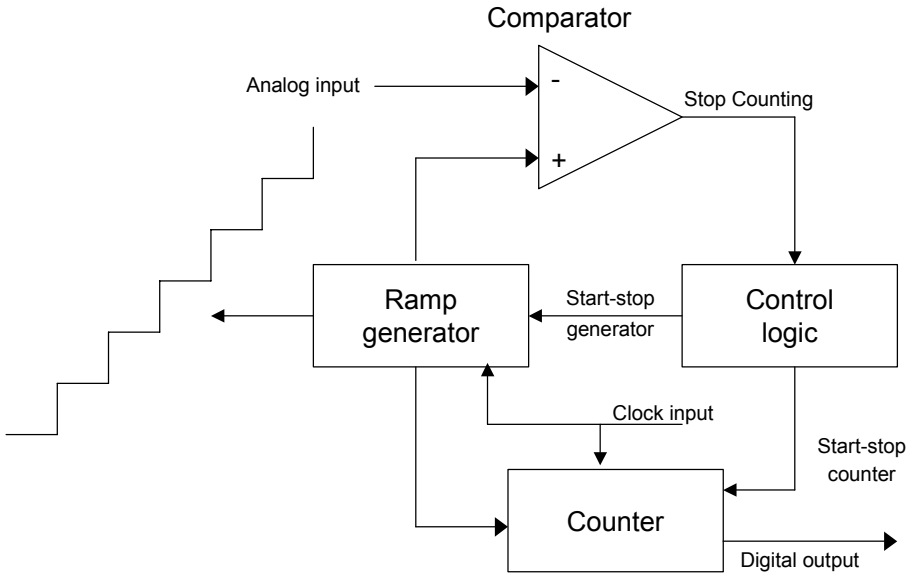 Comparator
Analog input
-
Stop Counting
+
Ramp
generator
Start-stop
generator
Control
logic
Clock input
Start-stop
counter
Counter
Digital output